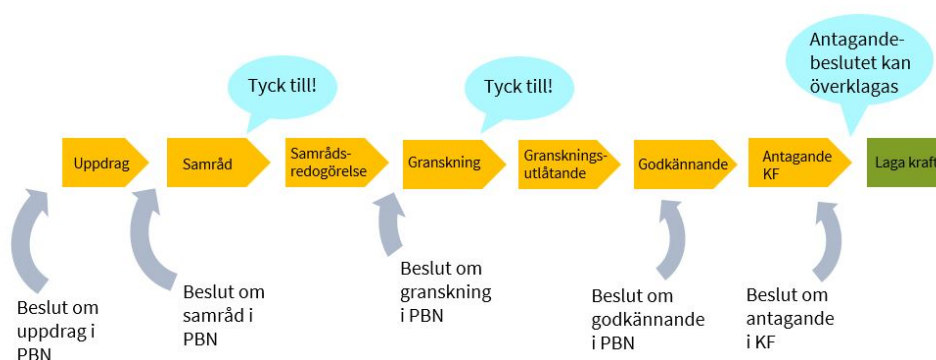 Tyck till!
Tyck till!
Antagande-
beslutet kan
överklagas
Uppdrag
Samråd
Samråds-
redogörelse
Granskning
Gransknings-
utlåtande
Godkännande
Antagande
KF
Laga kraft
Beslut om
uppdrag i
PBN
Beslut om
samråd i
PBN
Beslut om
granskning
i PBN
Beslut om
godkännande
i PBN
Beslut om
antagande
i KF